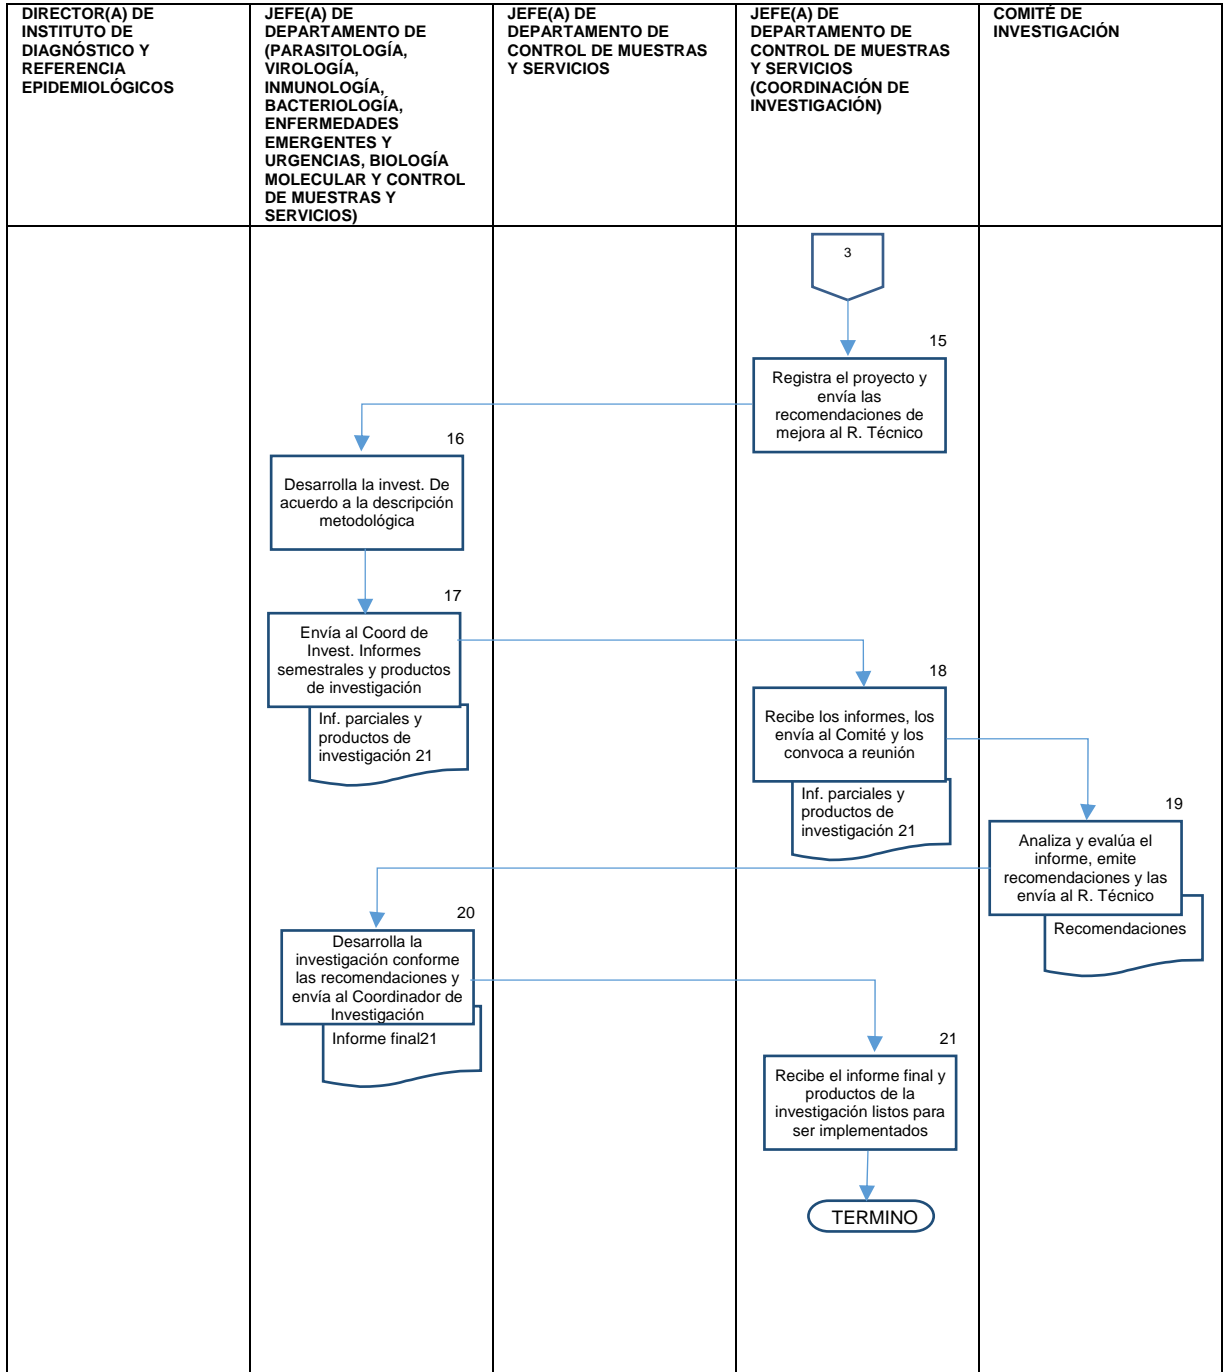 DIRECTOR(A) DE
INSTITUTO DE
DIAGNÓSTICO Y
REFERENCIA
EPIDEMIOLÓGICOS
JEFE(A) DE
DEPARTAMENTO DE
(PARASITOLOGÍA,
VIROLOGÍA,
INMUNOLOGÍA,
BACTERIOLOGÍA,
ENFERMEDADES
EMERGENTES Y
URGENCIAS, BIOLOGÍA
MOLECULAR Y CONTROL
DE MUESTRAS Y
SERVICIOS)
JEFE(A) DE
DEPARTAMENTO DE
CONTROL DE MUESTRAS
Y SERVICIOS
JEFE(A) DE
DEPARTAMENTO DE
CONTROL DE MUESTRAS
Y SERVICIOS
(COORDINACIÓN DE
INVESTIGACIÓN)
COMITÉ DE
INVESTIGACIÓN
3
15
Registra el proyecto y
envía las
recomendaciones de
mejora al R. Técnico
16
Desarrolla la invest. De
acuerdo a la descripción
metodológica
17
Envía al Coord de
Invest. Informes
semestrales y productos
de investigación
Inf. parciales y
productos de
investigación 21
18
Recibe los informes, los
envía al Comité y los
convoca a reunión
Inf. parciales y
productos de
investigación 21
19
Analiza y evalúa el
informe, emite
recomendaciones y las
envía al R. Técnico
Recomendaciones
20
Desarrolla la
investigación conforme
las recomendaciones y
envía al Coordinador de
Investigación
Informe final21
21
Recibe el informe final y
productos de la
investigación listos para
ser implementados
TERMINO